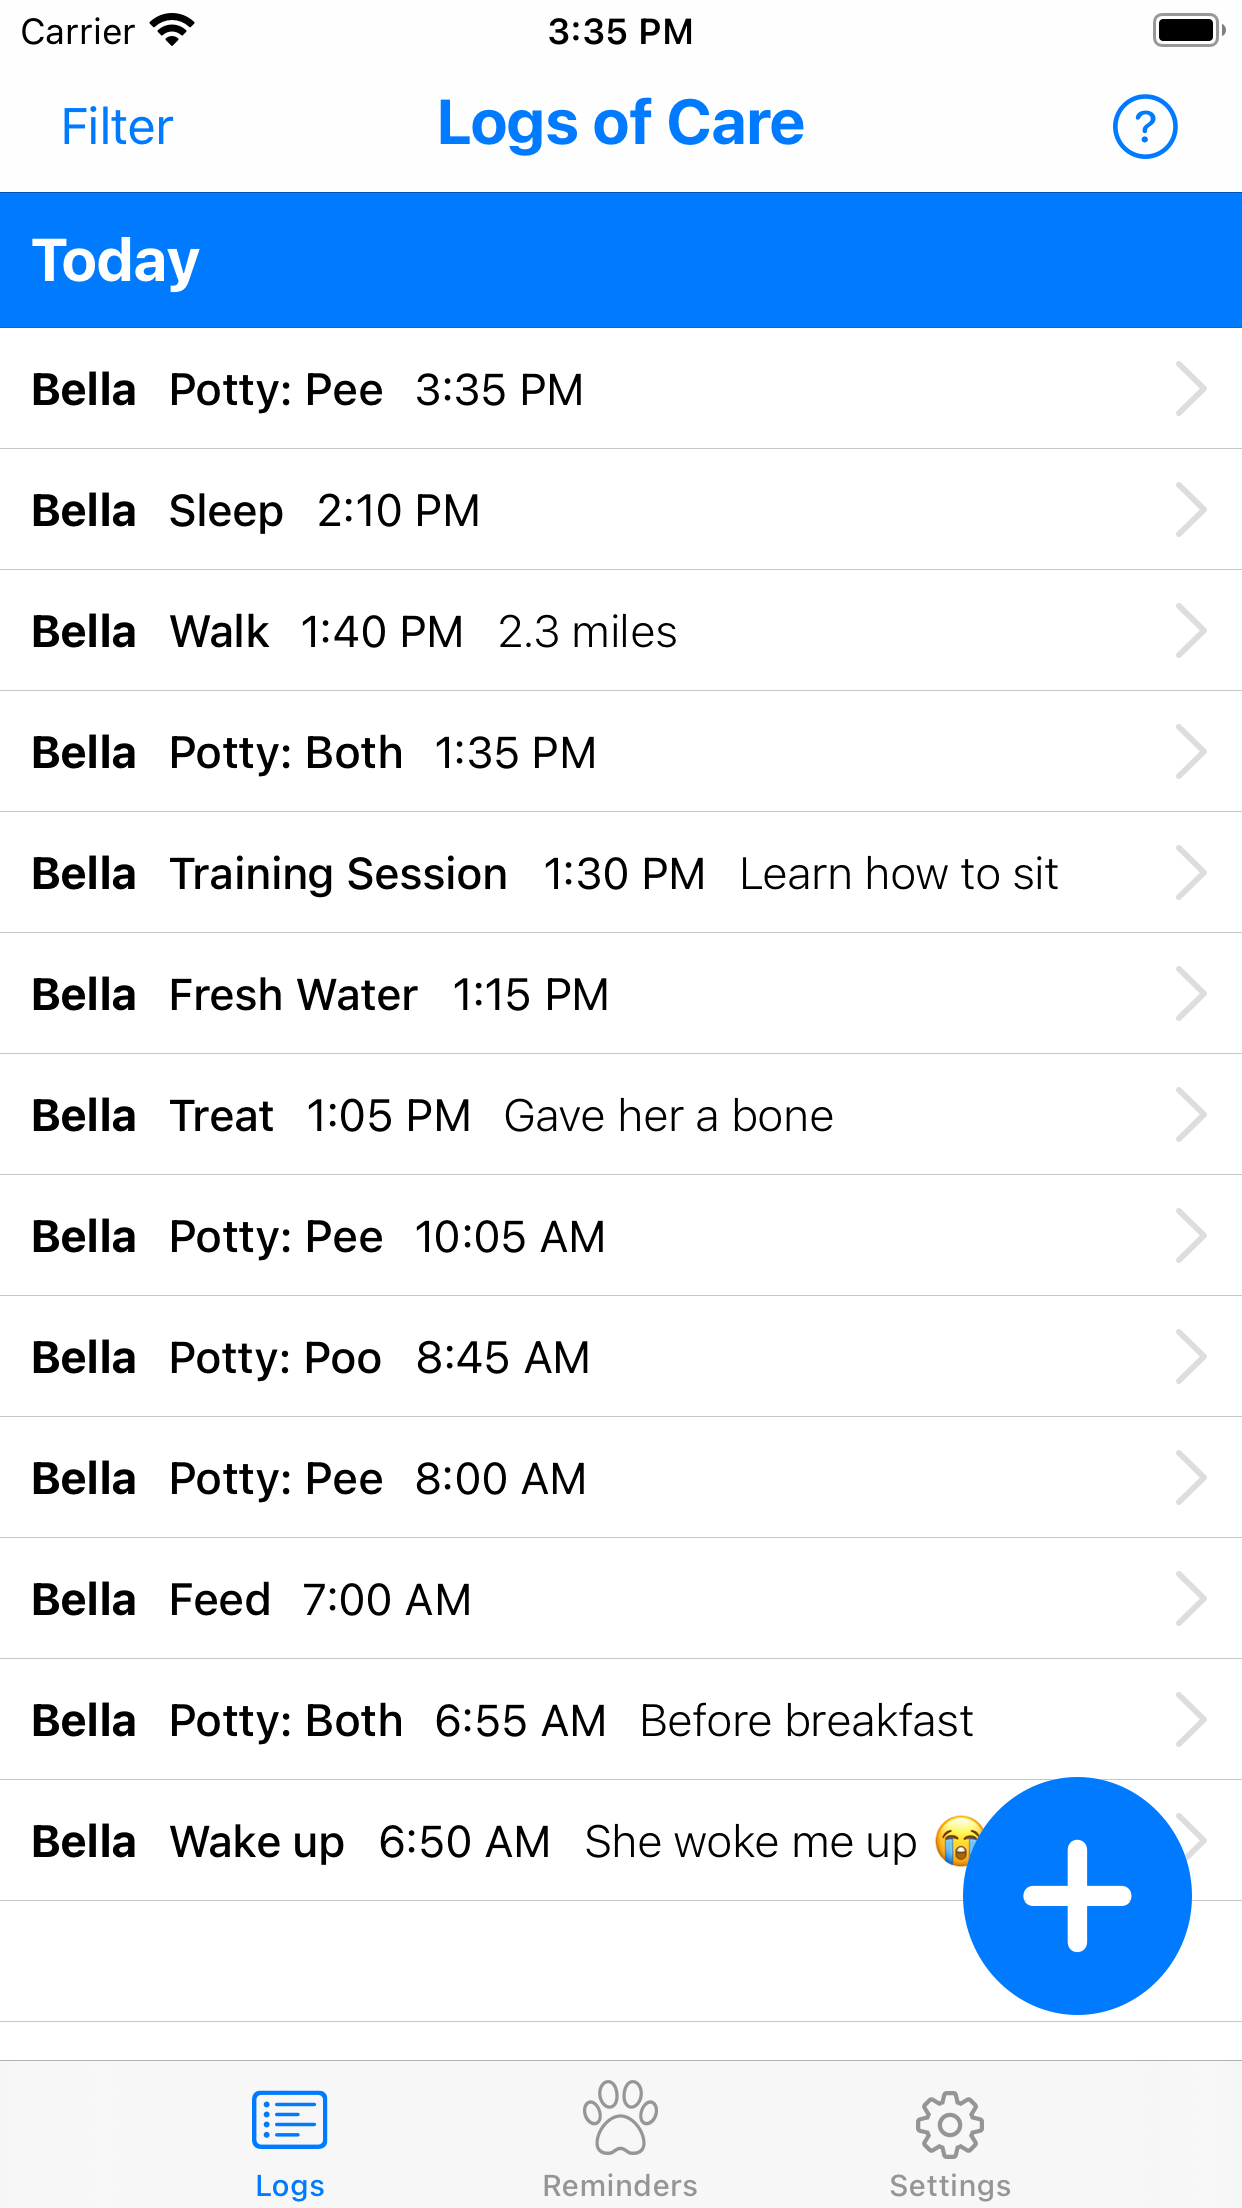 Carrier 3:35 PM
Filter Logs of Care ?
Today
Bella Potty: Pee 3:35 PM
Bella Sleep 2:10 PM
Bella Walk 1:40 PM 2.3 miles
Bella Potty: Both 1:35 PM
Bella Training Session 1:30 PM Learn how to sit
Bella Fresh Water 1:15 PM
Bella Treat 1:05 PM Gave her a bone
Bella Potty: Pee 10:05 AM
Bella Potty: Poo 8:45 AM
Bella Potty: Pee 8:00 AM
Bella Feed 7:00 AM
Bella Potty: Both 6:55 AM Before breakfast
Bella Wake up 6:50 AM She woke me up 😭
Logs Reminders Settings